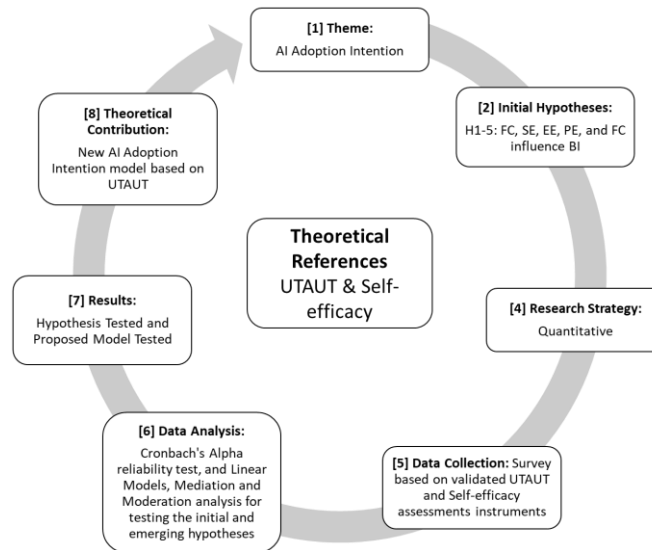 [1] Theme:
AI Adoption Intention
[2] Initial Hypotheses:
H1-5: FC, SE, EE, PE, and FC
influence BI
[4] Research Strategy:
Quantitative
[5] Data Collection: Survey
based on validated UTAUT
and Self-efficacy
assessments instruments
[6] Data Analysis:
Cronbach's Alpha
reliability test, and Linear
Models, Mediation and
Moderation analysis for
testing the initial and
emerging hypotheses
[7] Results:
Hypothesis Tested and
Proposed Model Tested
[8] Theoretical
Contribution:
New AI Adoption
Intention model based on
UTAUT
Theoretical
References
UTAUT & Self-
efficacy